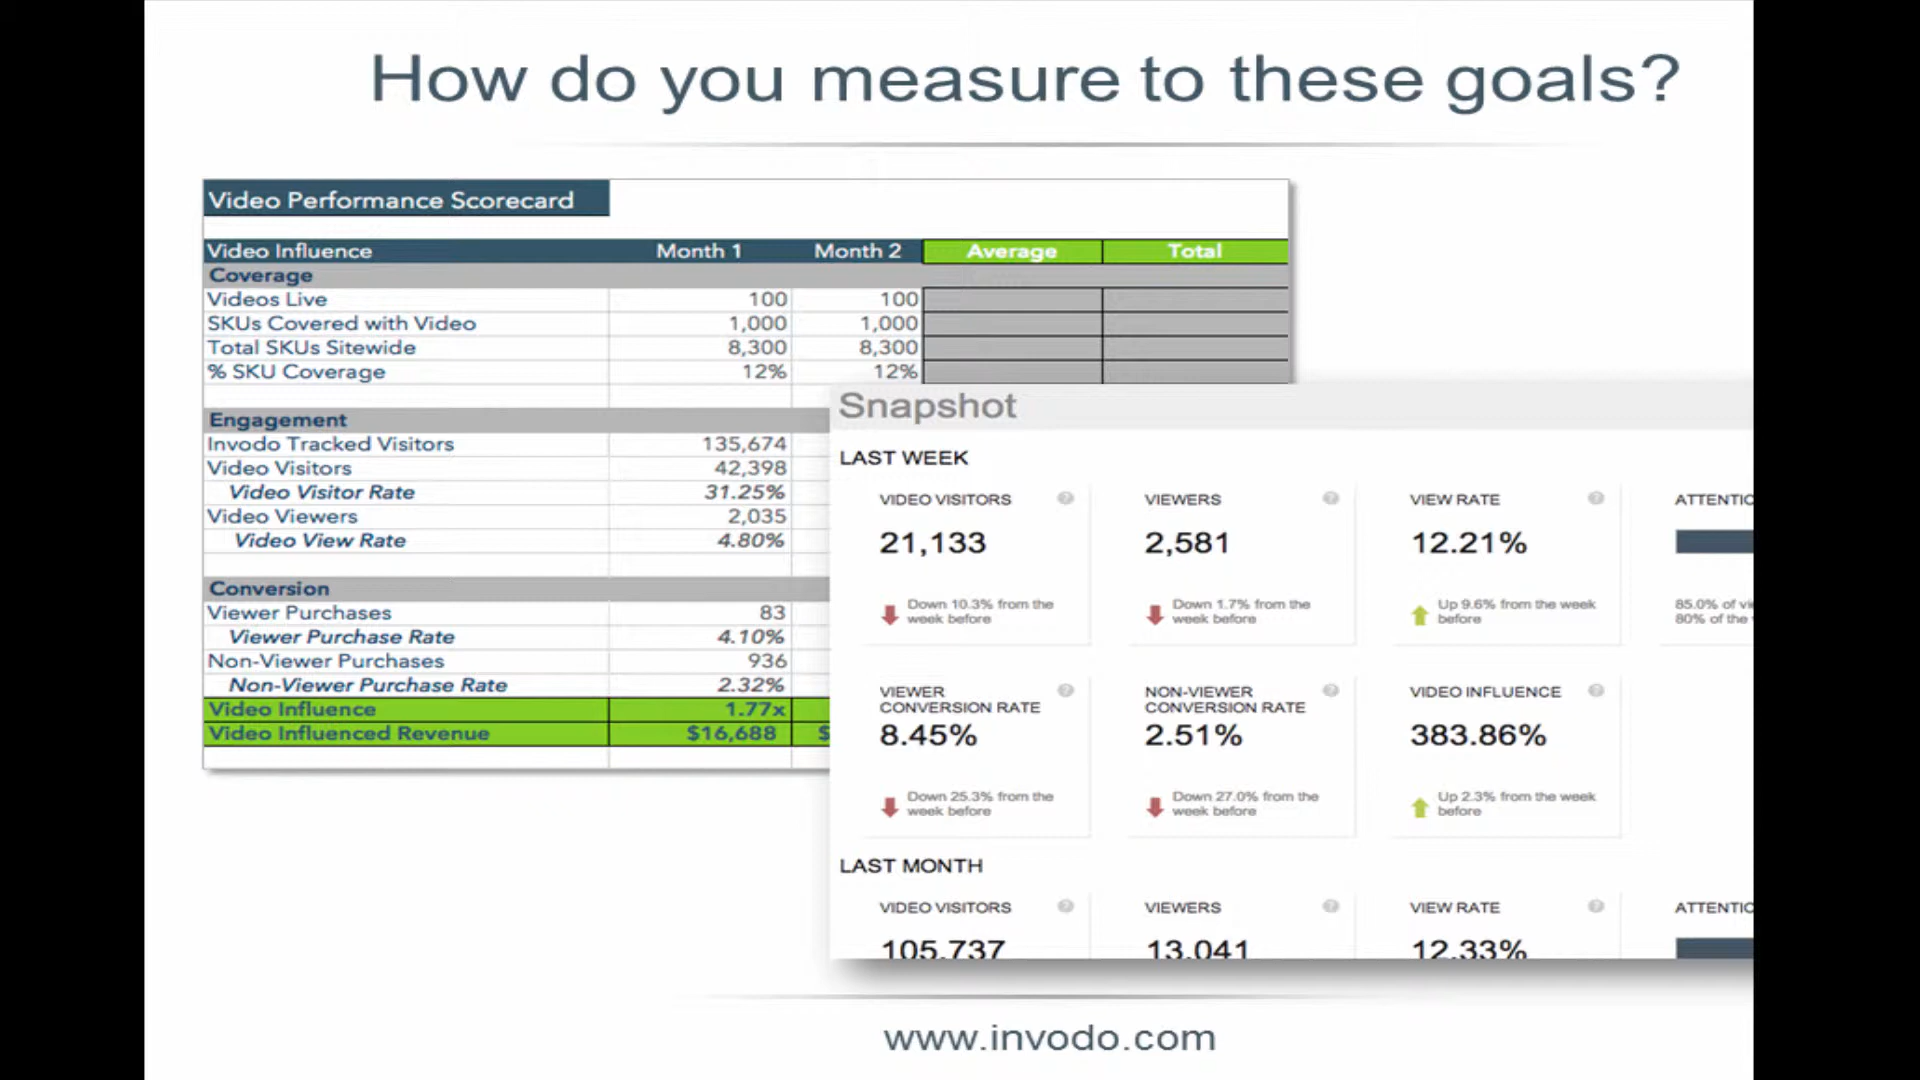 How do you measure to these goals?
Video Performance Scorecard
Video Influence Month 1 Month 2 Average Total
Coverage
Videos Live 100 100
SKUs Covered with Video 1,000 1,000
Total SKUs Sitewide 8,300 8,300
% SKU Coverage 12% 12%
Engagement
Invodo Tracked Visitors 135,674
Video Visitors 42,398
Video Visitor Rate 31.25%
Video Viewers 2,035
Video View Rate 4.80%
Conversion
Viewer Purchases 83
Viewer Purchase Rate 4.10%
Non-Viewer Purchases 936
Non-Viewer Purchase Rate 2.32%
Video Influence 1.77x
Video Influenced Revenue $16,688 $
Snapshot
LAST WEEK
VIDEO VISITORS
21,133
Down 10.3% from the
week before
VIEWERS
2,581
Down 1.7% from the
week before
VIEW RATE
12.21%
Up 9.6% from the week
before
ATTENTIO
85.0% of vi
80% of the
VIEWER
CONVERSION RATE
8.45%
Down 25.3% from the
week before
NON-VIEWER
CONVERSION RATE
2.51%
Down 27.0% from the
week before
VIDEO INFLUENCE
383.86%
Up 2.3% from the week
before
LAST MONTH
VIDEO VISITORS
105,737
VIEWERS
13,041
VIEW RATE
12.33%
ATTENTIO
www.invodo.com